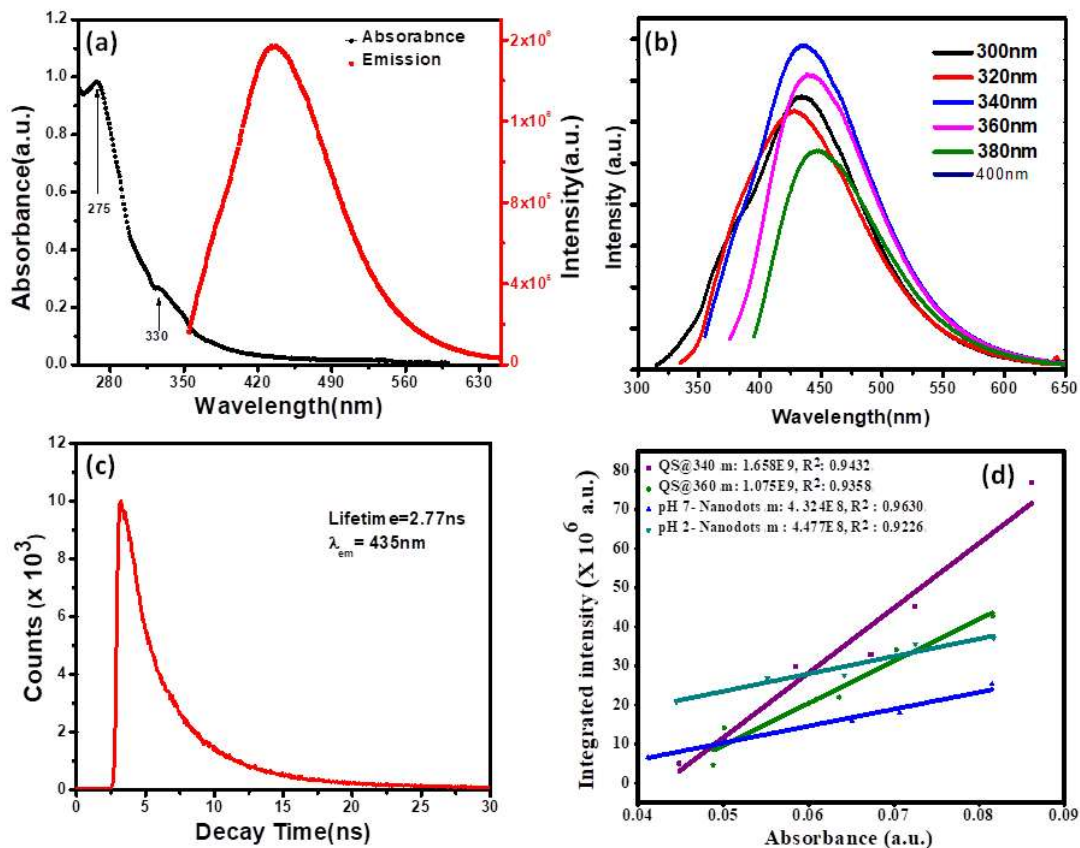 (a)
Absorabnce
Emission
1.2
1.0
0.8
0.6
0.4
0.2
0.0
Absorbance(a.u.)
275
330
280
350
420
490
560
630
Wavelength(nm)
2x10⁶
1x10⁶
8x10⁵
4x10⁵
0
Intensity(a.u.)
(b)
300nm
320nm
340nm
360nm
380nm
400nm
Intensity (a.u.)
300
350
400
450
500
550
600
650
Wavelength(nm)
(c)
Lifetime=2.77ns
λem = 435nm
12
10
8
6
4
2
0
Counts (x 10³)
0
5
10
15
20
25
30
Decay Time(ns)
(d)
QS@340 m: 1.658E9, R²: 0.9432
QS@360 m: 1.075E9, R²: 0.9358
pH 7- Nanodots m: 4.324E8, R²: 0.9630
pH 2- Nanodots m : 4.477E8, R² : 0.9226
80
70
60
50
40
30
20
10
0
Integrated intensity (X 10⁶ a.u.)
0.04
0.05
0.06
0.07
0.08
0.09
Absorbance (a.u.)